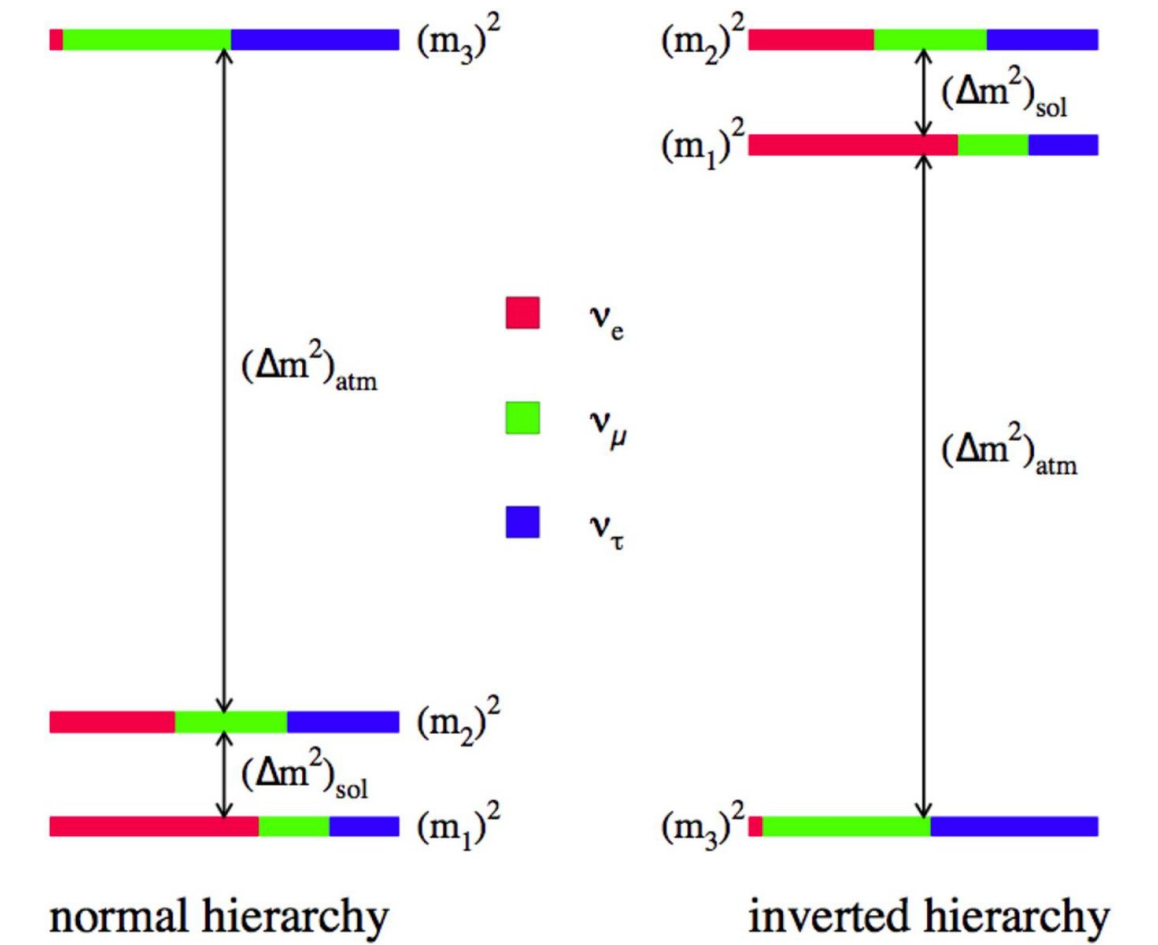 (m₃)²
(Δm²)atm
(m₂)²
(Δm²)sol
(m₁)²
normal hierarchy
νe
νμ
ντ
(m₂)²
(Δm²)sol
(m₁)²
(Δm²)atm
(m₃)²
inverted hierarchy